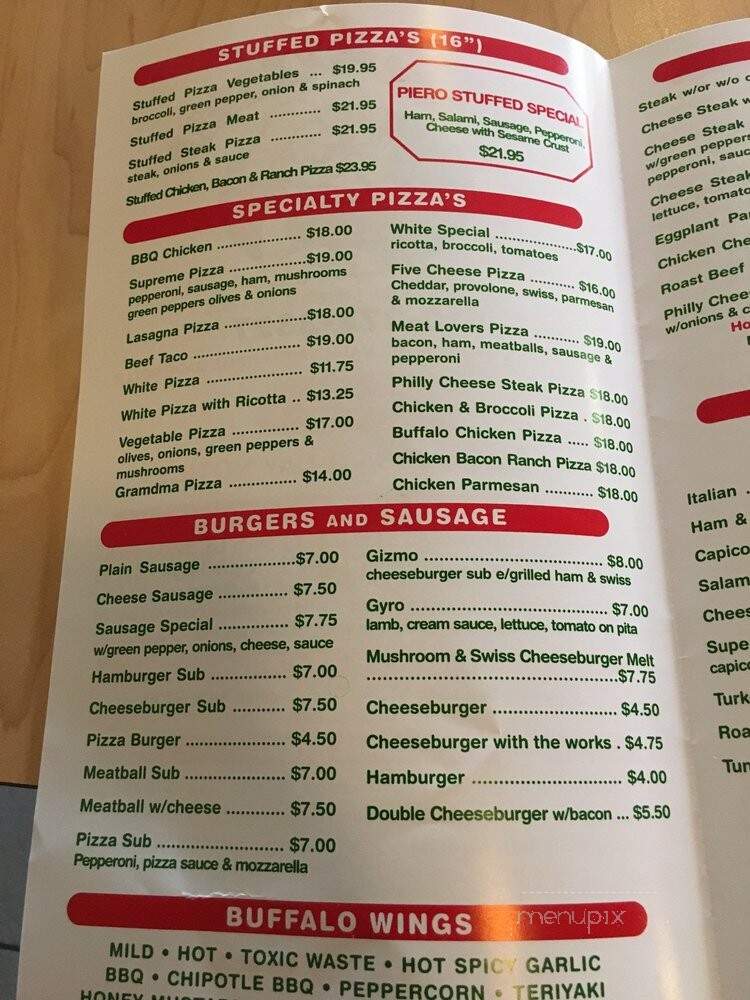 STUFFED PIZZA'S (16")
Stuffed Pizza Vegetables ... $19.95
broccoli, green pepper, onion & spinach
Stuffed Pizza Meat ............ $21.95
Stuffed Steak Pizza ............ $21.95
steak, onions & sauce
Stuffed Chicken, Bacon & Ranch Pizza $23.95
PIERO STUFFED SPECIAL
Ham, Salami, Sausage, Pepperoni,
Cheese with Sesame Crust
$21.95
SPECIALTY PIZZA'S
BBQ Chicken ................... $18.00
Supreme Pizza ..................$19.00
pepperoni, sausage, ham, mushrooms
green peppers olives & onions
Lasagna Pizza ...................$18.00
Beef Taco ........................ $19.00
White Pizza ...................... $11.75
White Pizza with Ricotta .. $13.25
Vegetable Pizza ............... $17.00
olives, onions, green peppers &
mushrooms
Gramdma Pizza ............... $14.00
White Special ..................$17.00
ricotta, broccoli, tomatoes
Five Cheese Pizza .......... $16.00
Cheddar, provolone, swiss, parmesan
& mozzarella
Meat Lovers Pizza .......... $19.00
bacon, ham, meatballs, sausage &
pepperoni
Philly Cheese Steak Pizza $18.00
Chicken & Broccoli Pizza . $18.00
Buffalo Chicken Pizza ..... $18.00
Chicken Bacon Ranch Pizza $18.00
Chicken Parmesan ........... $18.00
BURGERS AND SAUSAGE
Plain Sausage ....................$7.00
Cheese Sausage ................ $7.50
Sausage Special ................ $7.75
w/green pepper, onions, cheese, sauce
Hamburger Sub .................. $7.00
Cheeseburger Sub ............ $7.50
Pizza Burger ........................ $4.50
Meatball Sub ........................ $7.00
Meatball w/cheese ............. $7.50
Pizza Sub .............................. $7.00
Pepperoni, pizza sauce & mozzarella
Gizmo ....................................... $8.00
cheeseburger sub e/grilled ham & swiss
Gyro ........................................... $7.00
lamb, cream sauce, lettuce, tomato on pita
Mushroom & Swiss Cheeseburger Melt
.......................................................$7.75
Cheeseburger ........................... $4.50
Cheeseburger with the works . $4.75
Hamburger ................................. $4.00
Double Cheeseburger w/bacon ... $5.50
BUFFALO WINGS
MILD • HOT • TOXIC WASTE • HOT SPICY GARLIC
BBQ • CHIPOTLE BBQ • PEPPERCORN • TERIYAKI
HONEY
menupix
Steak w/or w/o
Cheese Steak
Cheese Steak
w/green peppers
pepperoni,
Cheese Steak
lettuce,
Eggplant
Chicken
Roast Beef
Philly
w/onions &
Italian
Ham &